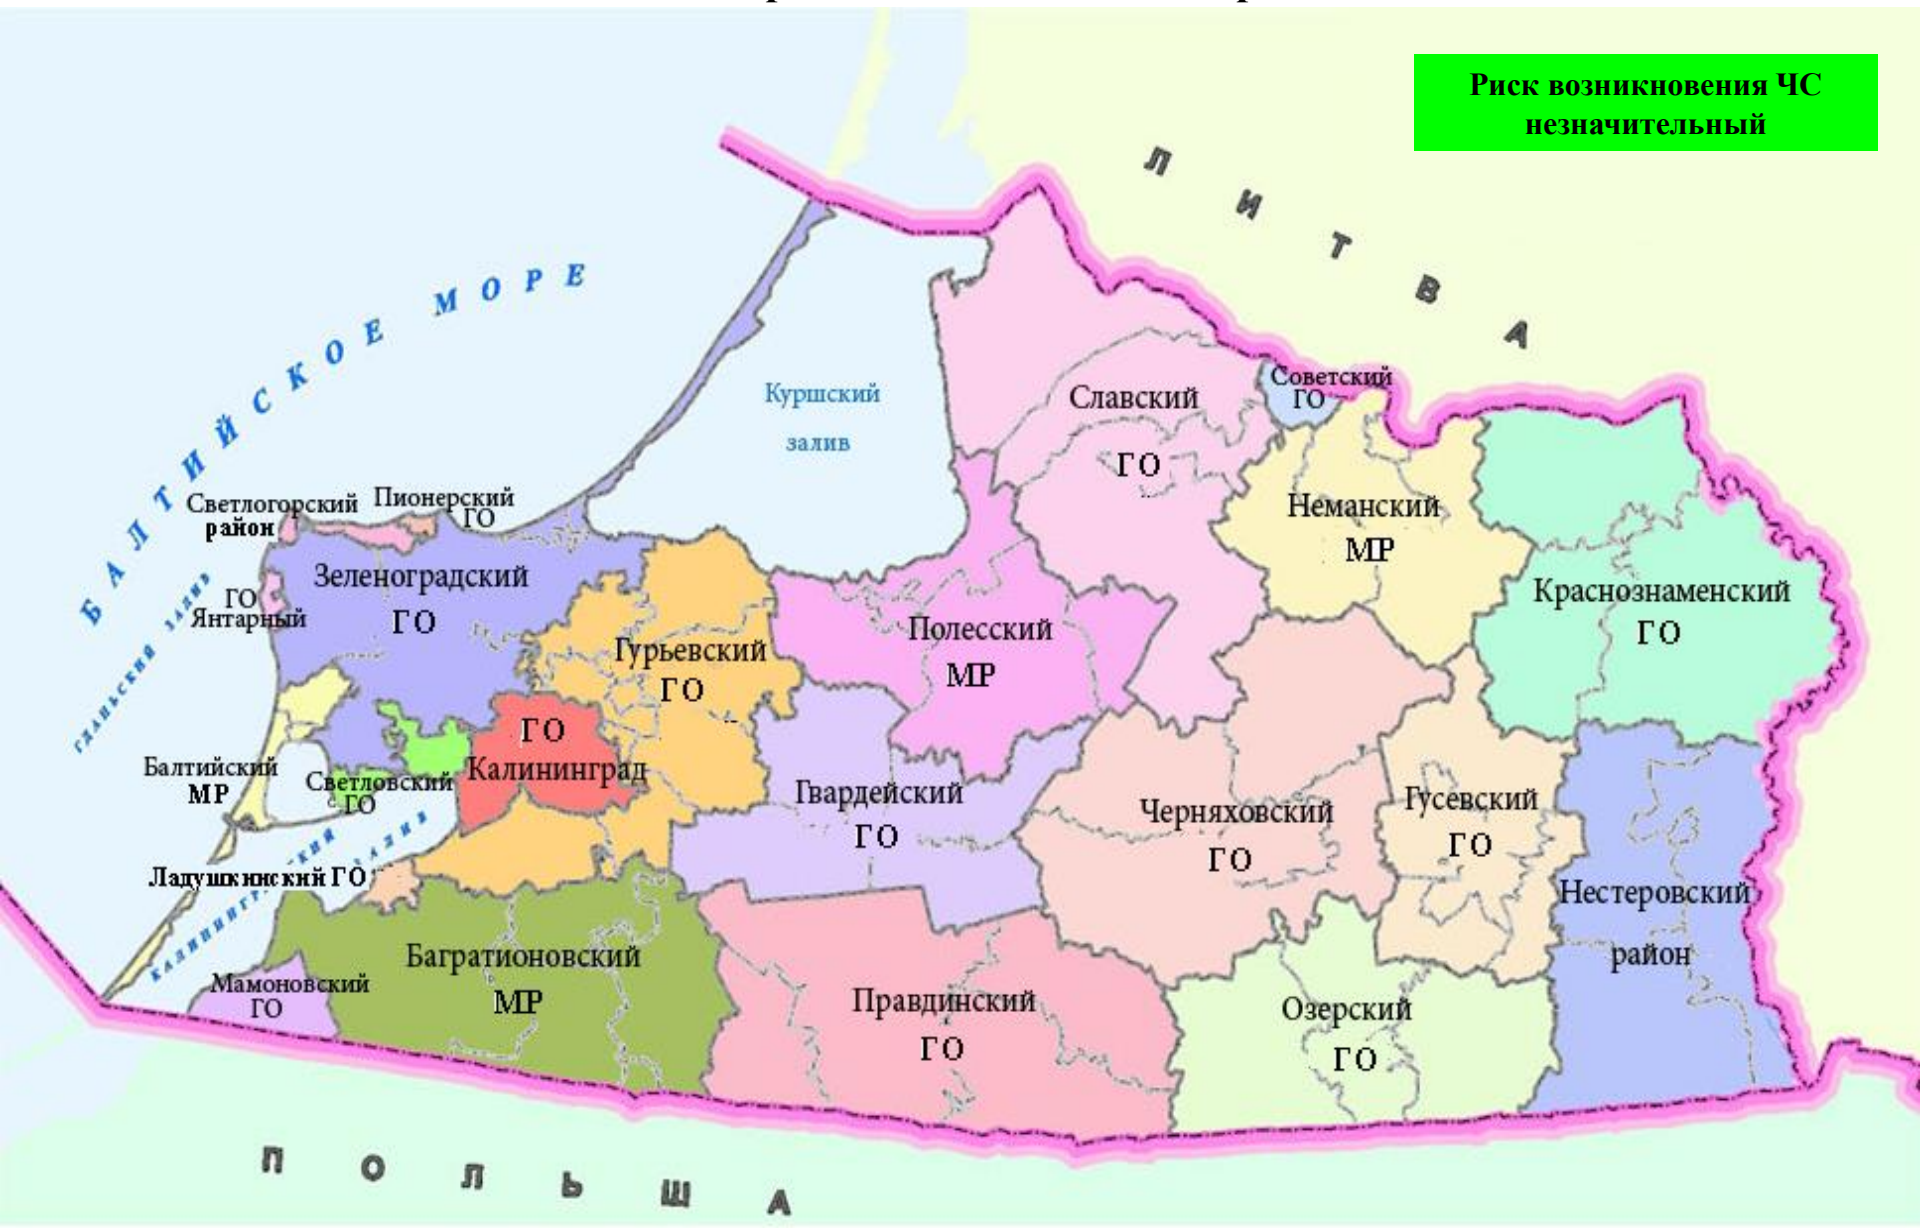 Риск возникновения ЧС
незначительный
ЛИТВА
БАЛТИЙСКОЕ МОРЕ
Куршский
залив
Славский
ГО
Советский
ГО
Неманский
МР
Краснознаменский
ГО
Светлогорский
район
Пионерский
ГО
Зеленоградский
ГО
ГО
Янтарный
ГДАНЬСКИЙ ЗАЛИВ
Гурьевский
ГО
Полесский
МР
ГО
Калининград
Балтийский
МР
Светловский
ГО
Гвардейский
ГО
Черняховский
ГО
Гусевский
ГО
Нестеровский
район
Ладушкинский ГО
Багратионовский
МР
Мамоновский
ГО
Правдинский
ГО
Озерский
ГО
ПОЛЬША